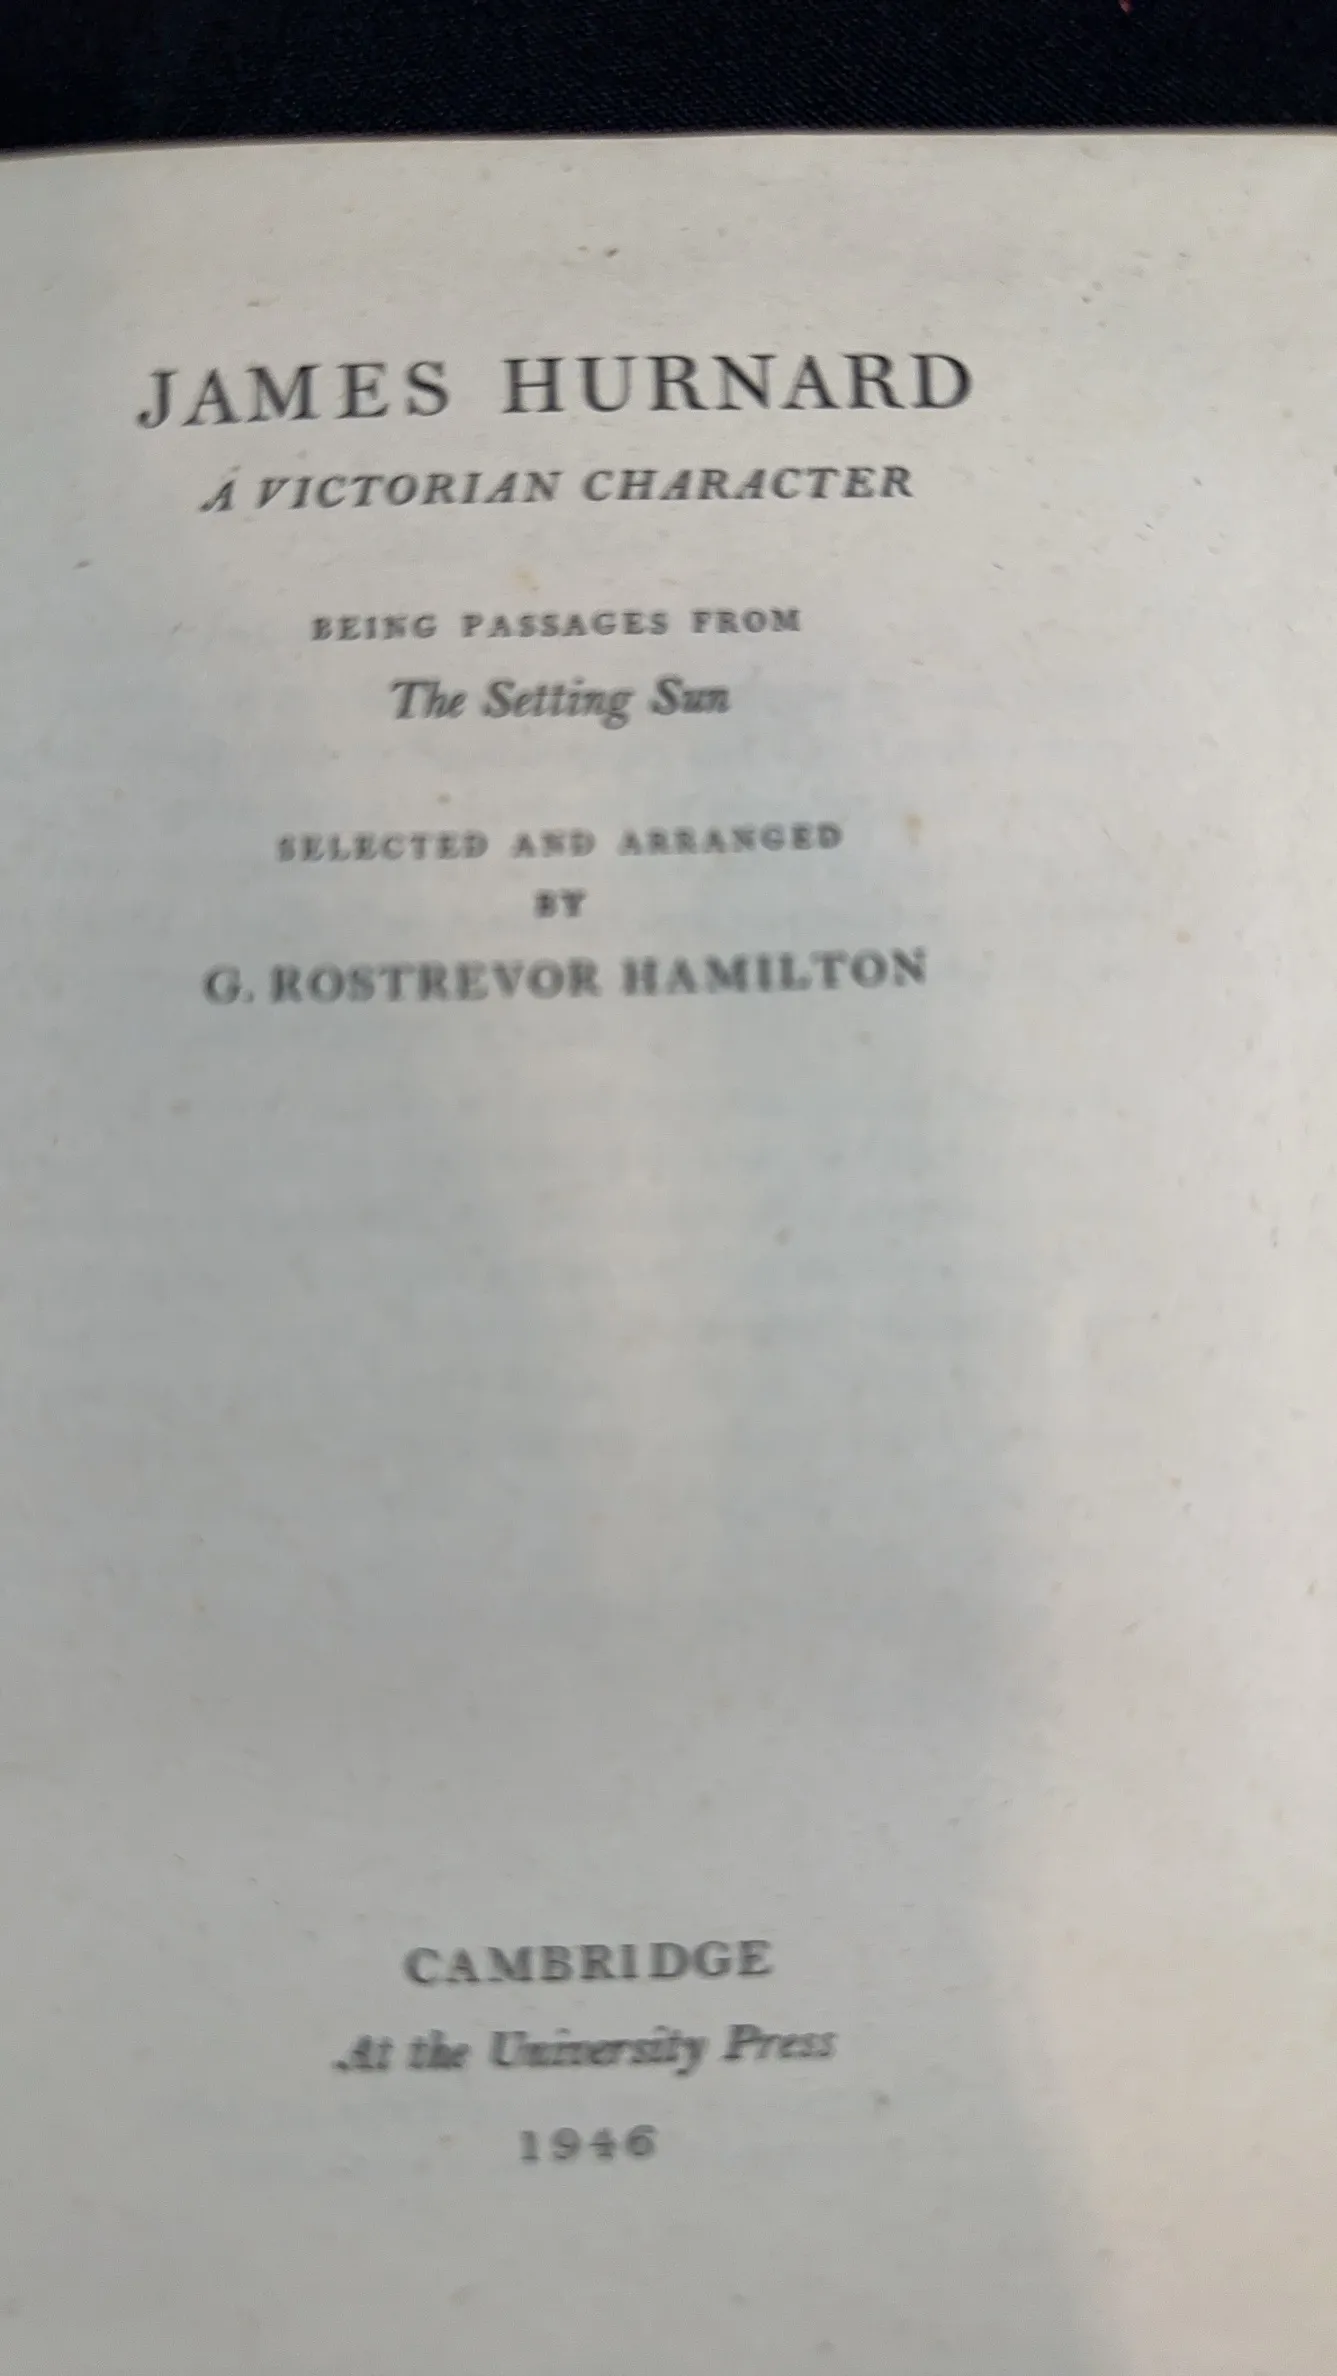 JAMES HURNARD
A VICTORIAN CHARACTER
BEING PASSAGES FROM
The Setting Sun
SELECTED AND ARRANGED
BY
G. ROSTREVOR HAMILTON
CAMBRIDGE
At the University Press
1946